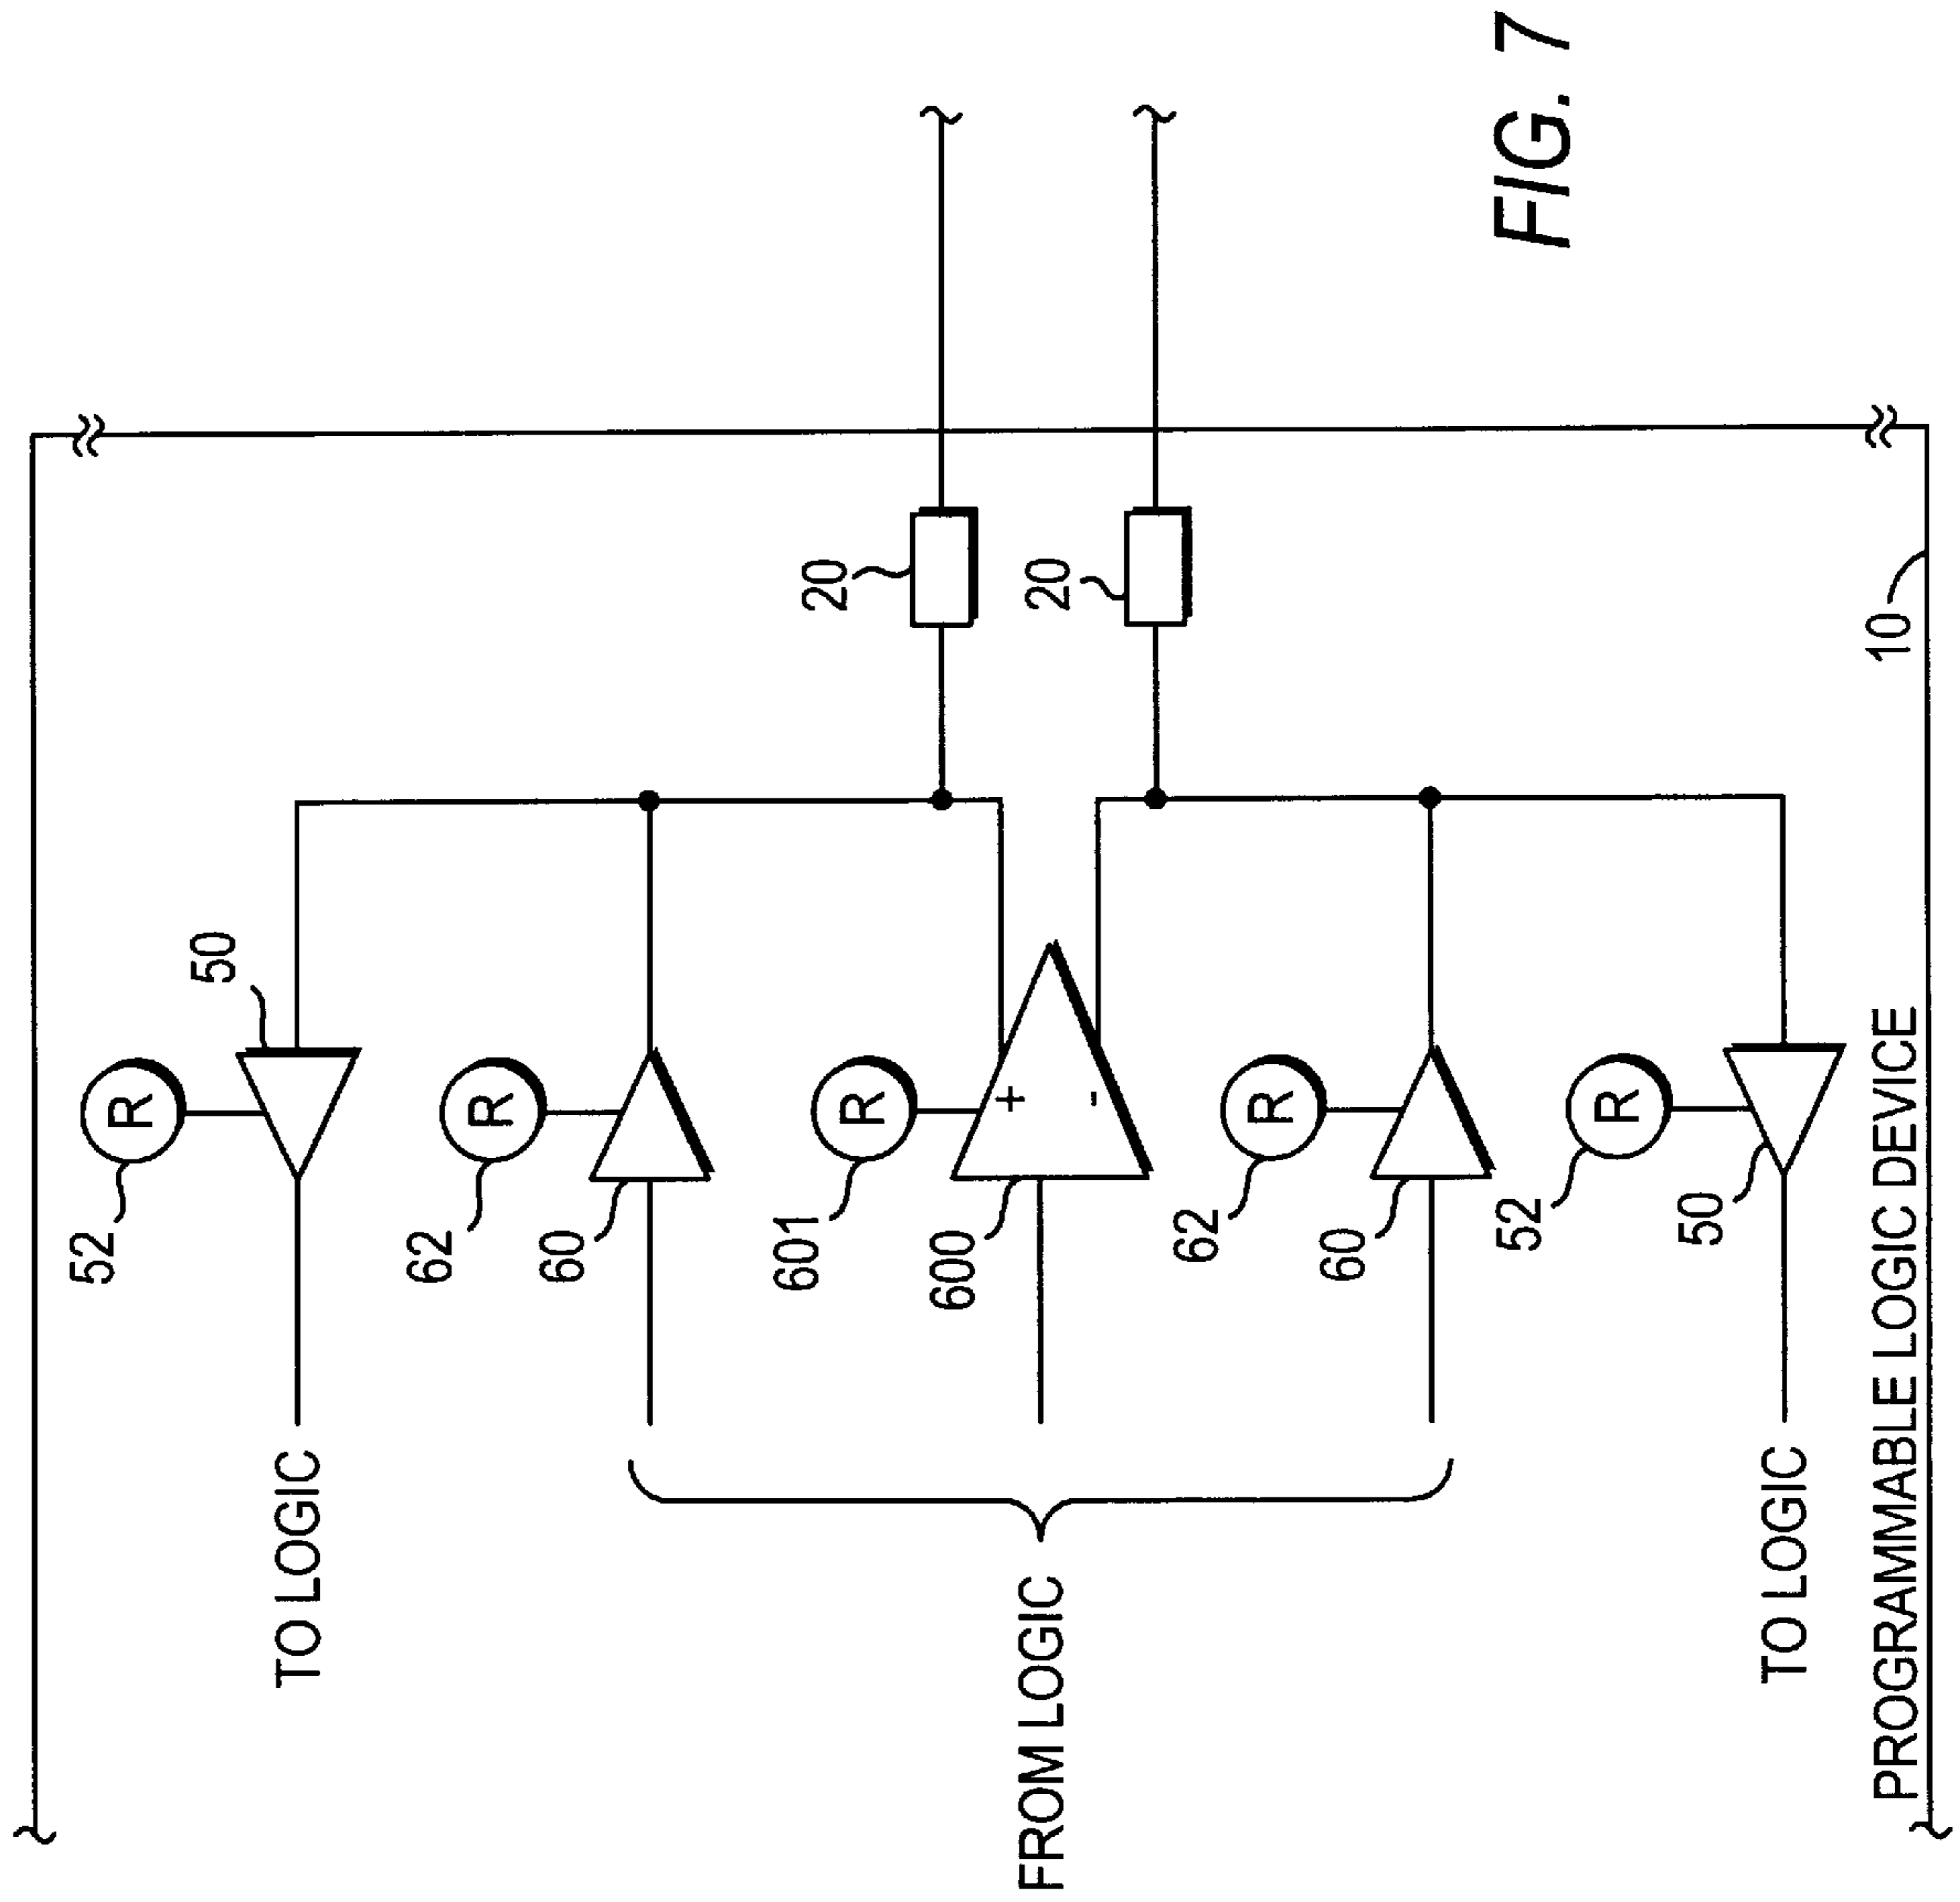 52
R
50
TO LOGIC
62
R
60
20
601
R
+
600
-
FROM LOGIC
20
62
R
60
52
R
50
TO LOGIC
10
PROGRAMMABLE LOGIC DEVICE
FIG. 7